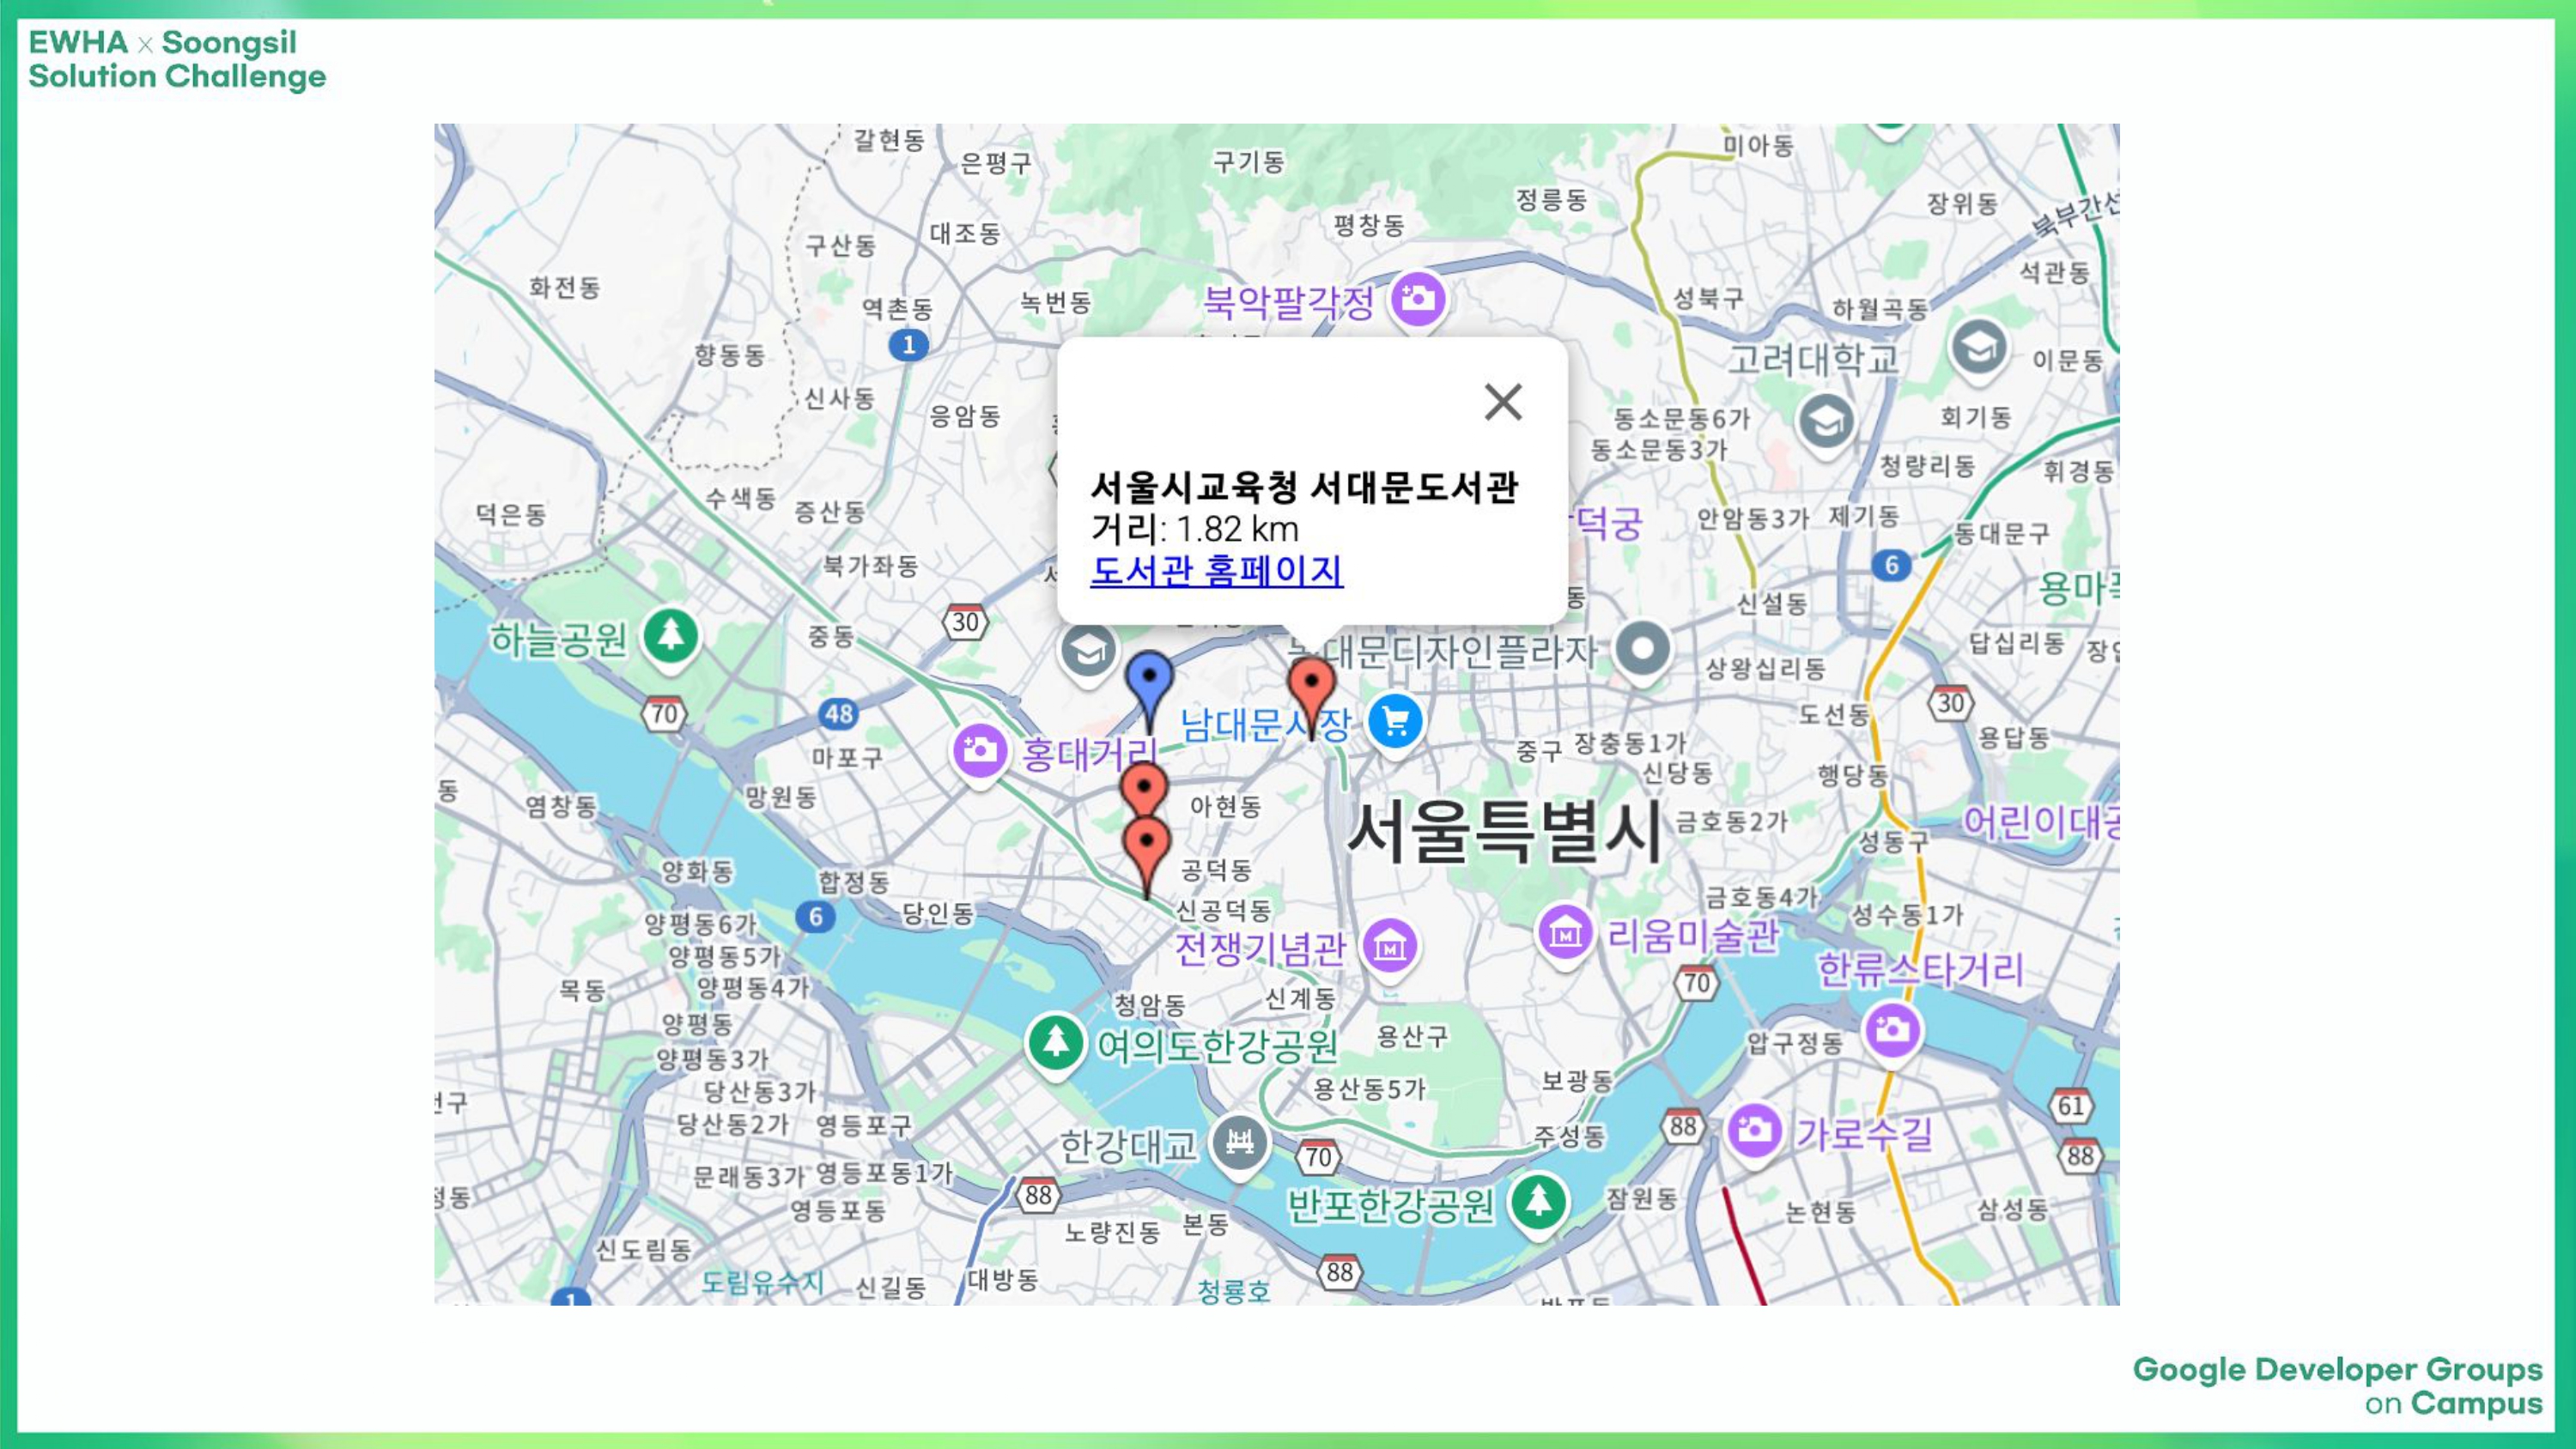 EWHA × Soongsil
Solution Challenge
갈현동
은평구
구기동
미아동
정릉동
장위동
평창동
북부간선
구산동
대조동
석관동
화전동
역촌동
녹번동
북악팔각정
성북구
하월곡동
1
향동동
고려대학교
이문동
신사동
응암동
동소문동6가
회기동
동소문동3가
청량리동
휘경동
서울시교육청 서대문도서관
거리: 1.82 km
도서관 홈페이지
수색동
증산동
덕은동
덕궁
안암동3가
제기동
동대문구
북가좌동
6
신설동
30
하늘공원
중동
대문디자인플라자
답십리동
상왕십리동
70
48
30
남대문시장
도선동
홍대거리
마포구
중구
장충동1가
용답동
신당동
행당동
망원동
염창동
아현동
서울특별시
금호동2가
어린이대공
성동구
양화동
합정동
공덕동
금호동4가
양평동6가
6
당인동
신공덕동
성수동1가
양평동5가
전쟁기념관
리움미술관
목동
양평동4가
한류스타거리
70
청암동
신계동
양평동
여의도한강공원
용산구
압구정동
양평동3가
당산동3가
용산동5가
보광동
61
당산동2가
영등포구
한강대교
70
주성동
88
가로수길
88
문래동3가
영등포동1가
88
반포한강공원
잠원동
영등포동
노량진동
본동
논현동
삼성동
신도림동
도림유수지
신길동
대방동
청룡호
88
1
Google Developer Groups
on Campus